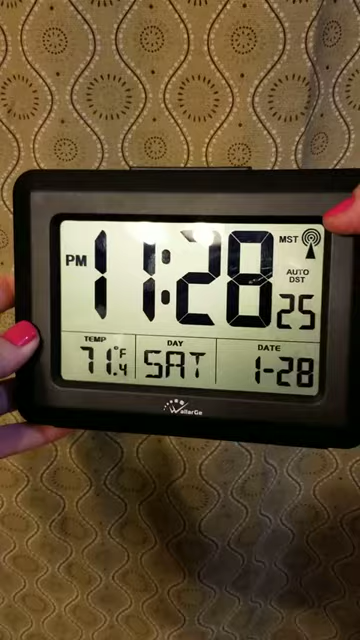 PM 11:28 MST
AUTO
DST
25
TEMP DAY DATE
71.4 °F SAT 1-28
WallarGe